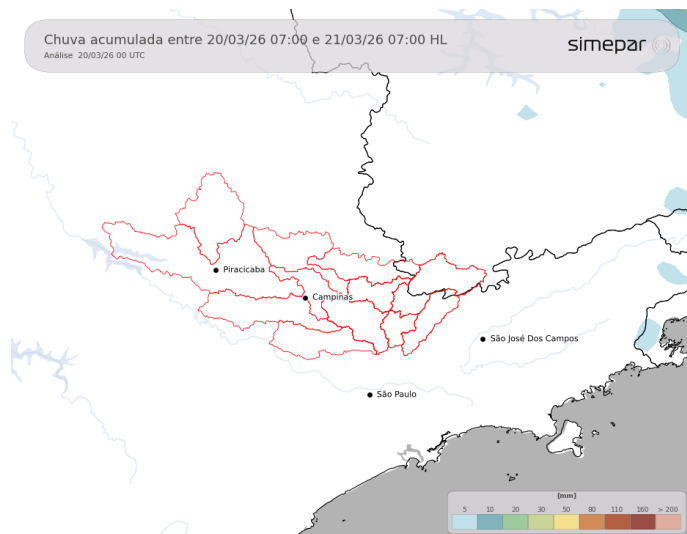 Chuva acumulada entre 20/03/26 07:00 e 21/03/26 07:00 HL
simepar
Análise 20/03/26 00 UTC
Piracicaba
Campinas
São José Dos Campos
São Paulo
[mm]
5 10 20 30 50 80 110 160 > 200